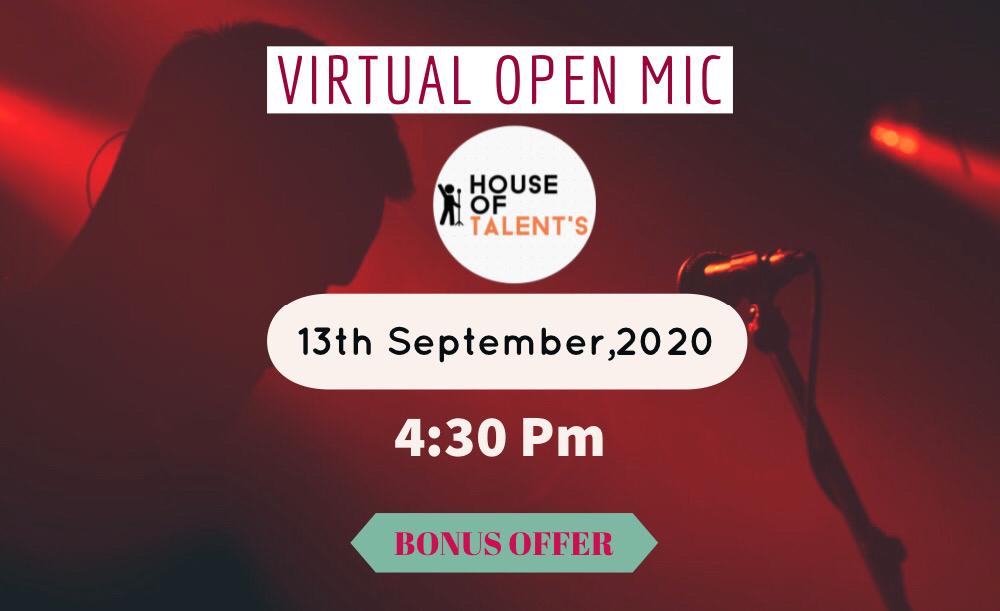 VIRTUAL OPEN MIC
HOUSE
OF
TALENT'S
13th September,2020
4:30 Pm
BONUS OFFER